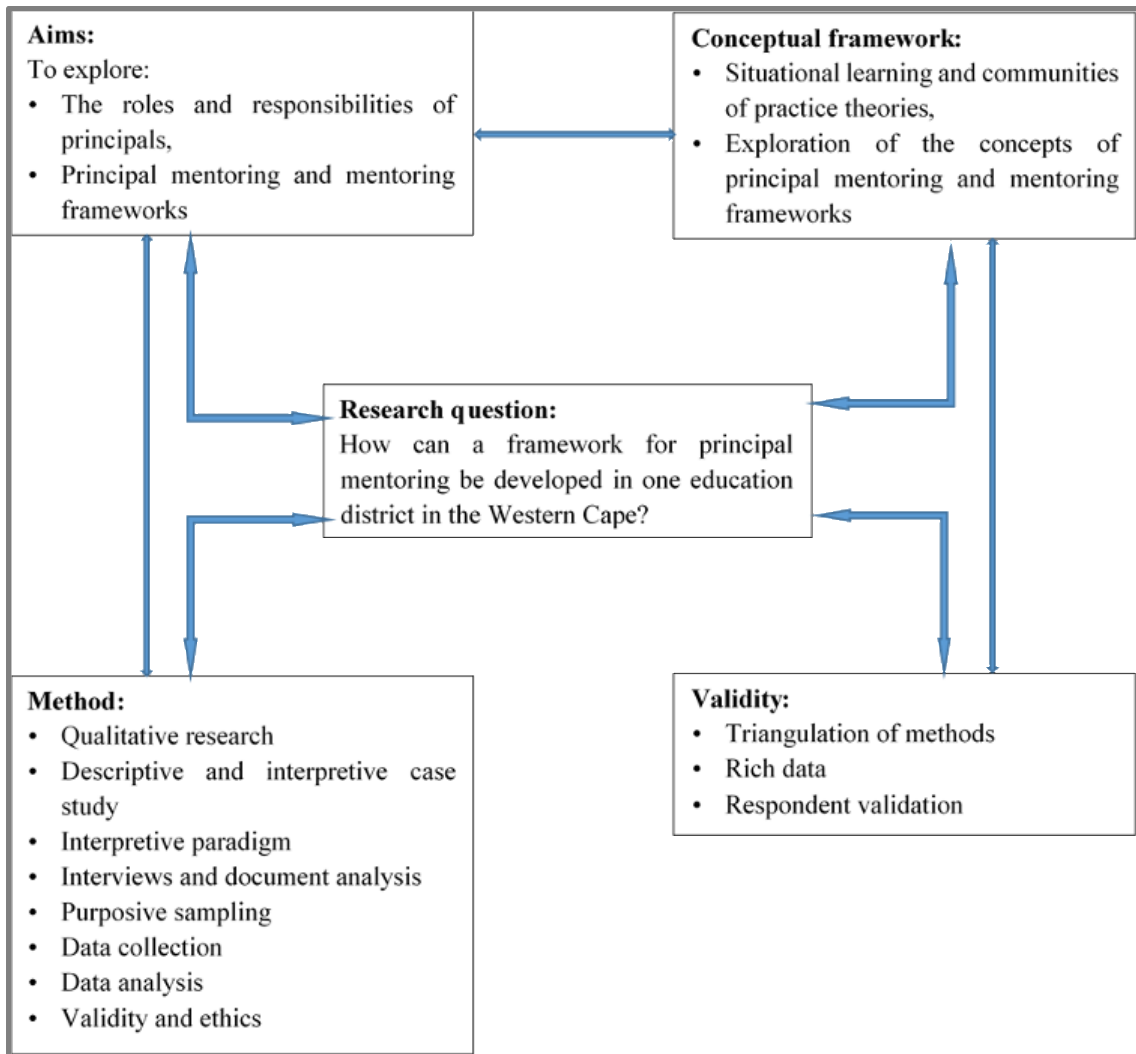 Aims:
To explore:
• The roles and responsibilities of
principals,
• Principal mentoring and mentoring
frameworks
Conceptual framework:
• Situational learning and communities
of practice theories,
• Exploration of the concepts of
principal mentoring and mentoring
frameworks
Research question:
How can a framework for principal
mentoring be developed in one education
district in the Western Cape?
Method:
• Qualitative research
• Descriptive and interpretive case
study
• Interpretive paradigm
• Interviews and document analysis
• Purposive sampling
• Data collection
• Data analysis
• Validity and ethics
Validity:
• Triangulation of methods
• Rich data
• Respondent validation